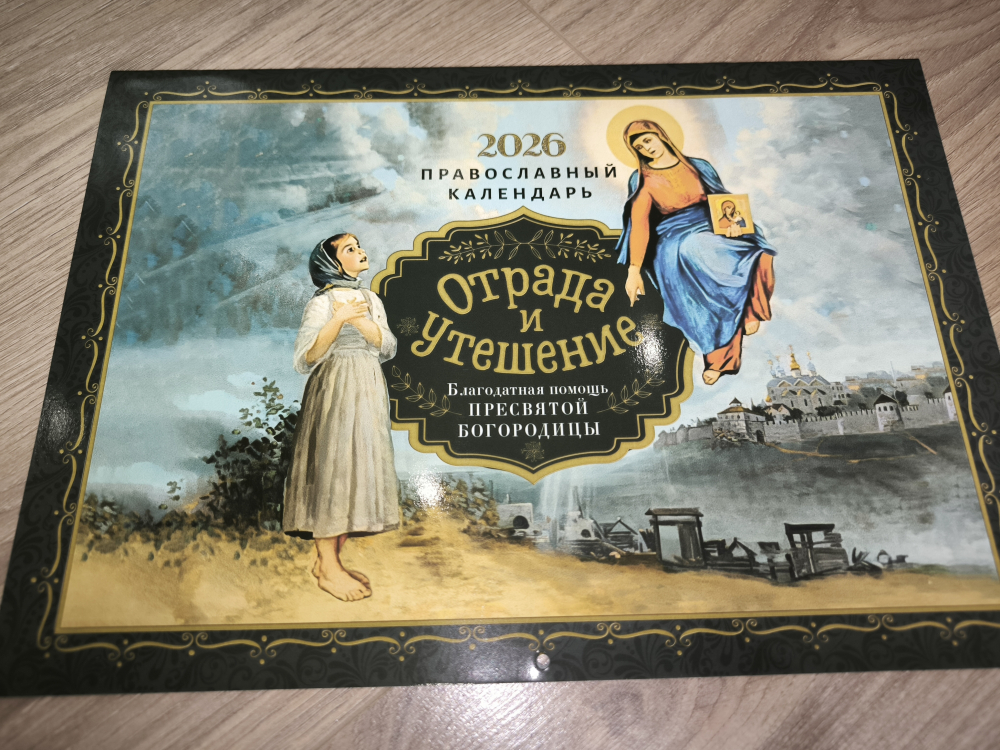 2026
ПРАВОСЛАВНЫЙ
КАЛЕНДАРЬ
Отрада
и
утешение
Благодатная помощь
ПРЕСВЯТОЙ
БОГОРОДИЦЫ